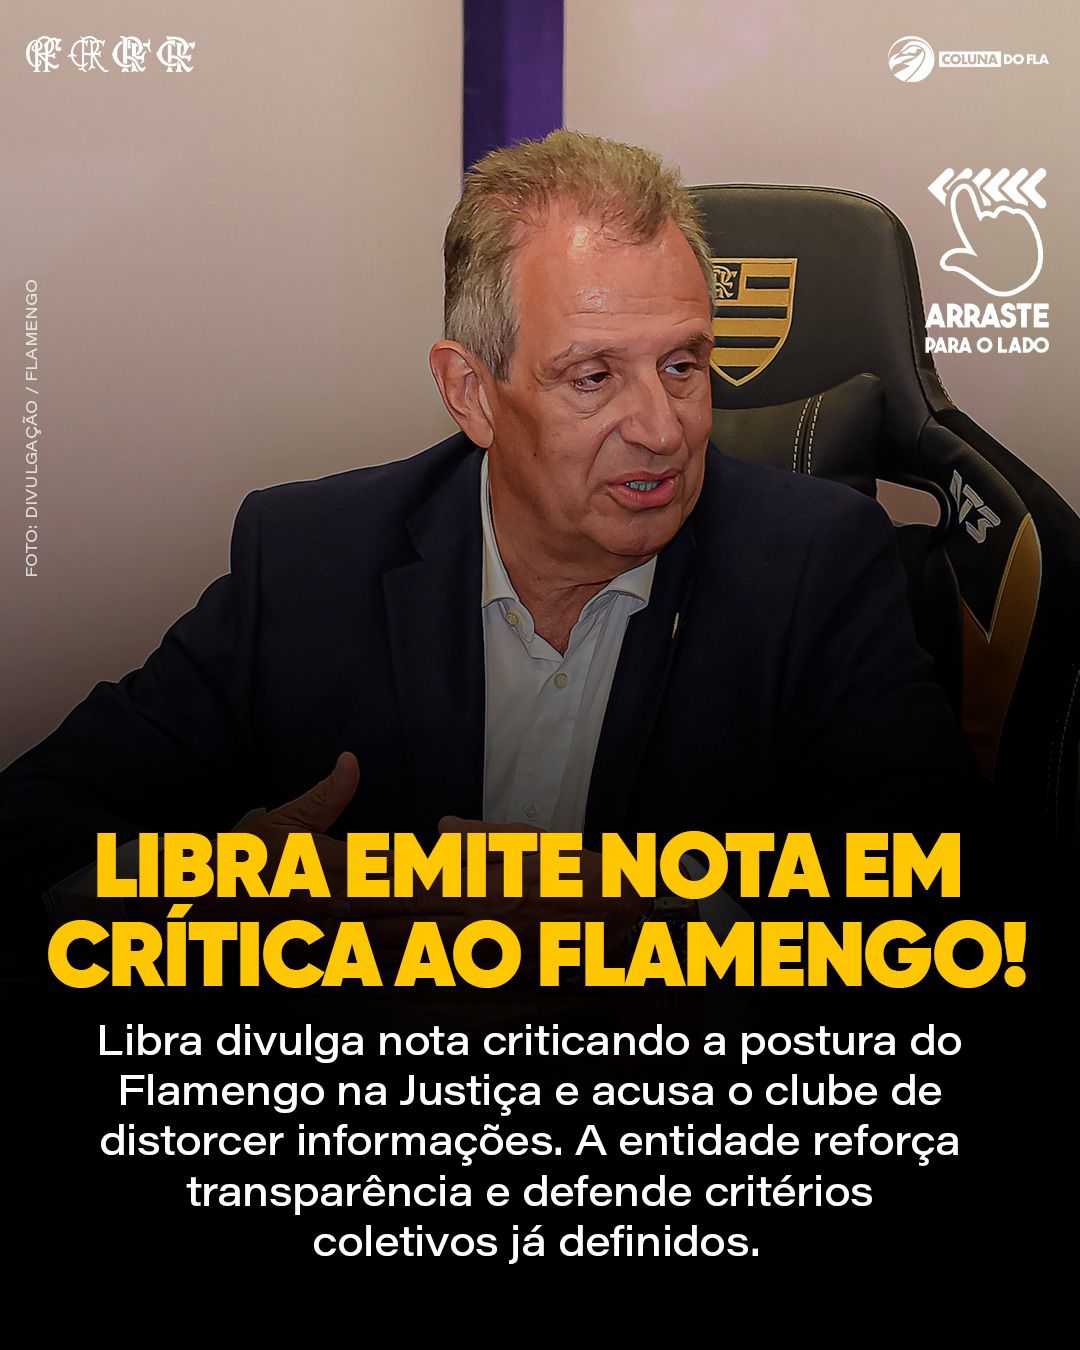 COLUNA DO FLA
ARRASTE
PARA O LADO
FOTO: DIVULGAÇÃO / FLAMENGO
LIBRA EMITE NOTA EM
CRÍTICA AO FLAMENGO!
Libra divulga nota criticando a postura do
Flamengo na Justiça e acusa o clube de
distorcer informações. A entidade reforça
transparência e defende critérios
coletivos já definidos.